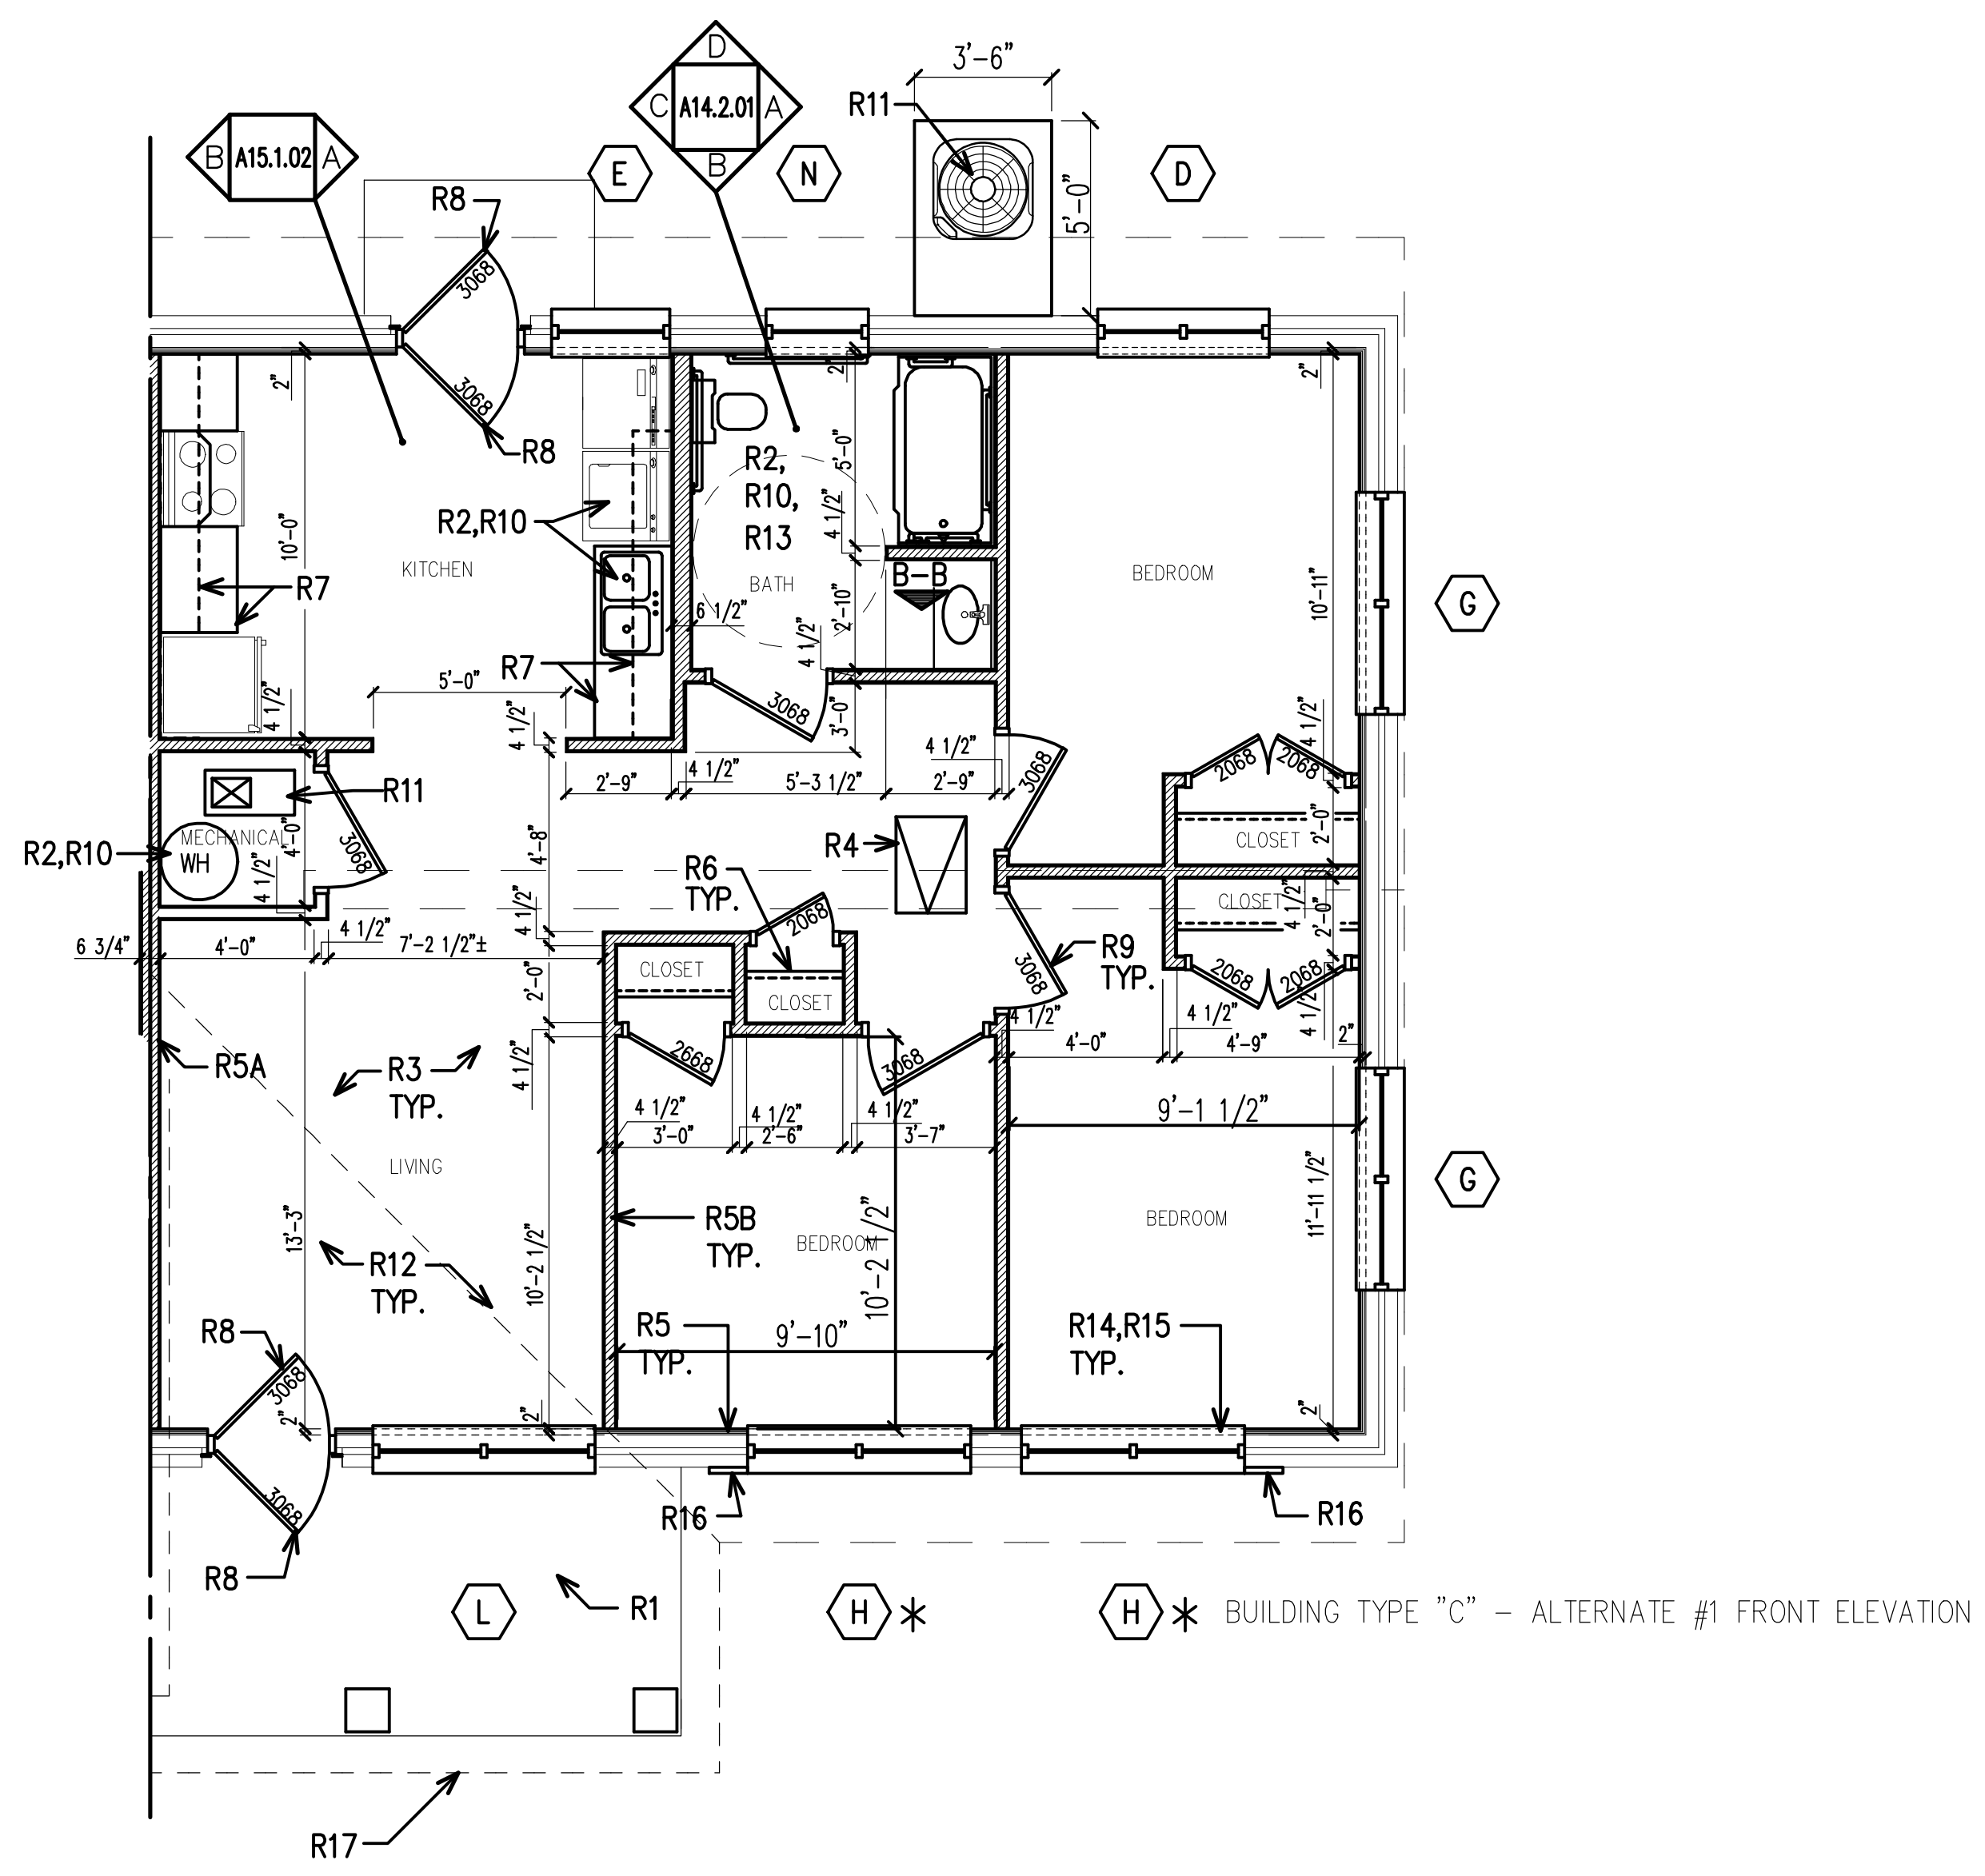 3'-6"
D
C A14.2.01 A
B
R11
B A15.1.02 A
E
N
D
5'-0"
R8
3068
3068
R8
2"
2"
2"
10'-0"
5'-0"
4 1/2"
R2,
R10,
R13
R2,R10
KITCHEN
BATH
B-B
BEDROOM
10'-11"
G
R7
6 1/2"
2'-10"
4 1/2"
R7
5'-0"
4 1/2"
4 1/2"
3068
3'-0"
4 1/2"
4 1/2"
4 1/2"
2'-9"
5'-3 1/2"
2'-9"
3068
2068
2068
R11
MECHANICAL
WH
R2,R10
4'-0"
3068
4 1/2"
4'-8"
R4
CLOSET
2'-0"
R6
TYP.
2068
CLOSET
4 1/2"
2'-0"
4 1/2"
6 3/4"
4'-0"
4 1/2"
7'-2 1/2"±
CLOSET
CLOSET
3068
R9
TYP.
2068
2068
2'-0"
4 1/2"
4 1/2"
4'-0"
4 1/2"
4'-9"
4 1/2"
2"
R5A
R3
TYP.
2668
3068
4 1/2"
3'-0"
4 1/2"
2'-6"
4 1/2"
3'-7"
9'-1 1/2"
LIVING
13'-3"
10'-2 1/2"
R5B
TYP.
BEDROOM
10'-2 1/2"
BEDROOM
11'-11 1/2"
G
R12
TYP.
R8
3068
2"
2"
R5
TYP.
9'-10"
R14,R15
TYP.
2"
3068
R8
R16
R16
L
R1
H *
H * BUILDING TYPE "C" - ALTERNATE #1 FRONT ELEVATION
R17